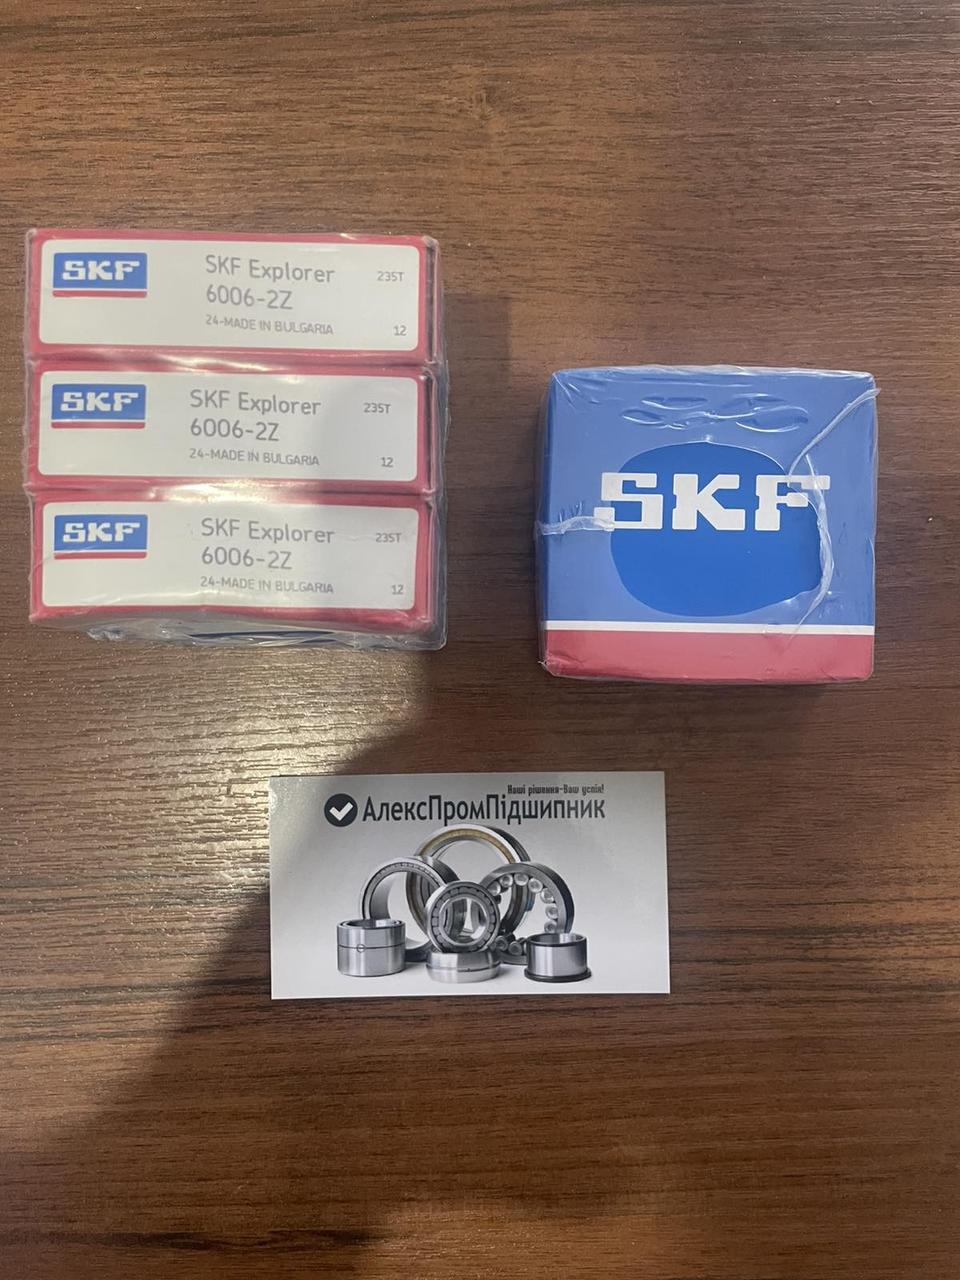 SKF
SKF Explorer
235T
6006-2Z
24-MADE IN BULGARIA
12
SKF
SKF Explorer
235T
6006-2Z
24-MADE IN BULGARIA
12
SKF
SKF Explorer
235T
6006-2Z
24-MADE IN BULGARIA
12
SKF
Наші рішення-Ваш успіх!
АлексПромПідшипник